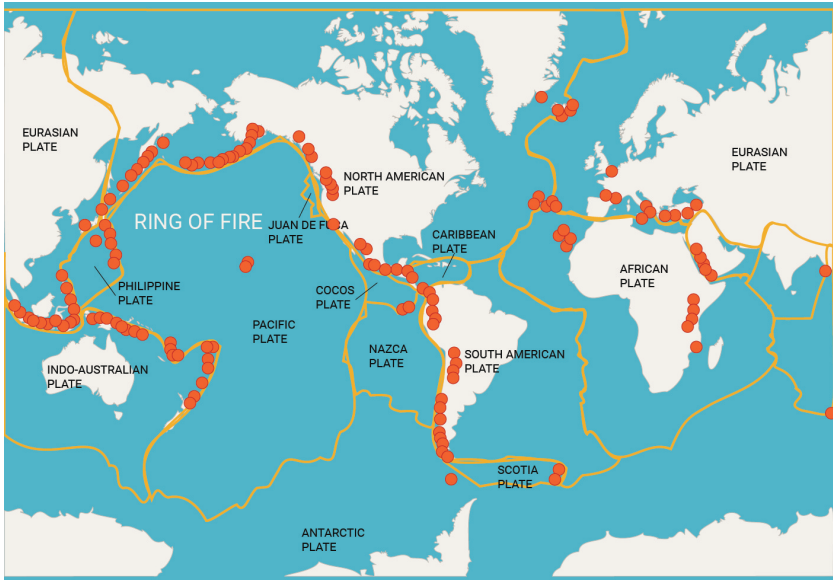 EURASIAN
PLATE
EURASIAN
PLATE
NORTH AMERICAN
PLATE
RING OF FIRE
JUAN DE FUCA
PLATE
CARIBBEAN
PLATE
AFRICAN
PLATE
PHILIPPINE
PLATE
COCOS
PLATE
PACIFIC
PLATE
NAZCA
PLATE
SOUTH AMERICAN
PLATE
INDO-AUSTRALIAN
PLATE
SCOTIA
PLATE
ANTARCTIC
PLATE